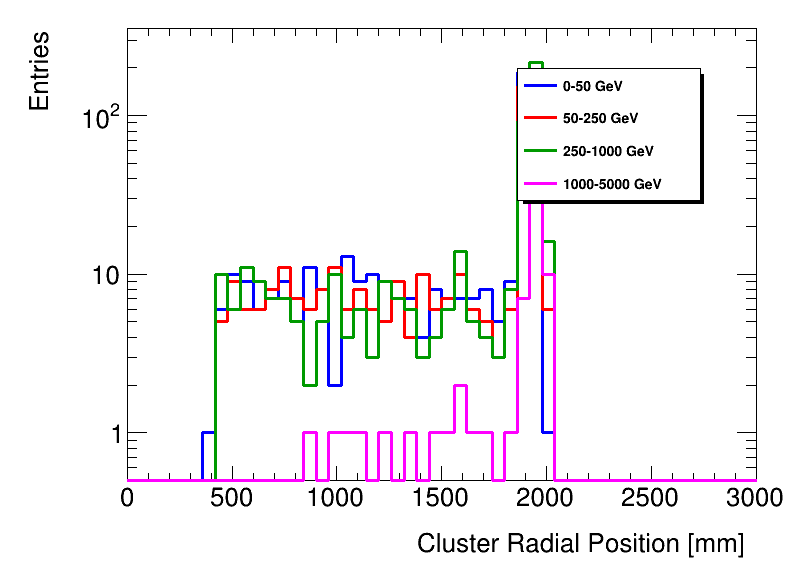 Entries
10²
10
1
0-50 GeV
50-250 GeV
250-1000 GeV
1000-5000 GeV
0 500 1000 1500 2000 2500 3000
Cluster Radial Position [mm]